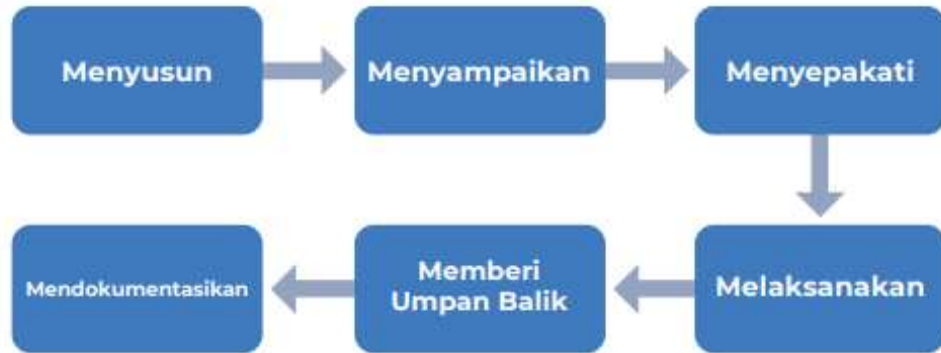 Menyusun
Menyampaikan
Menyepakati
Melaksanakan
Memberi
Umpan Balik
Mendokumentasikan